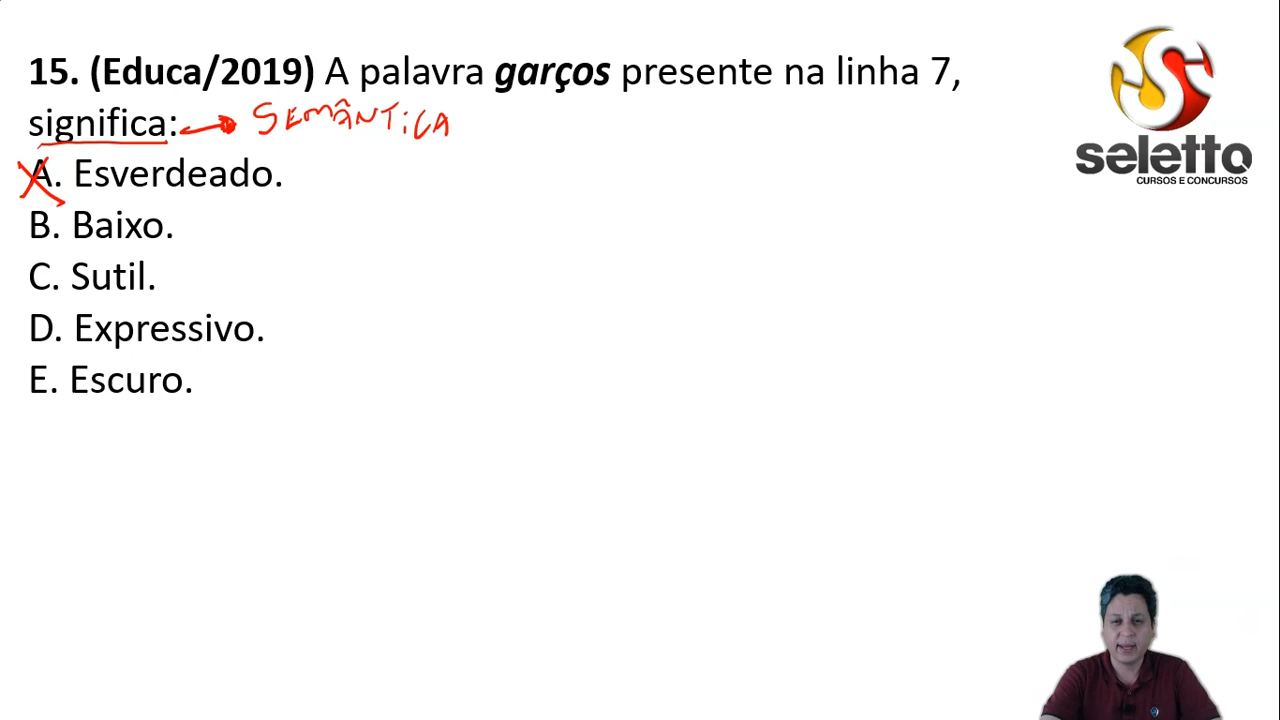 15. (Educa/2019) A palavra garços presente na linha 7,
significa: SEMÂNTICA
A. Esverdeado.
B. Baixo.
C. Sutil.
D. Expressivo.
E. Escuro.
seletto
CURSOS E CONCURSOS